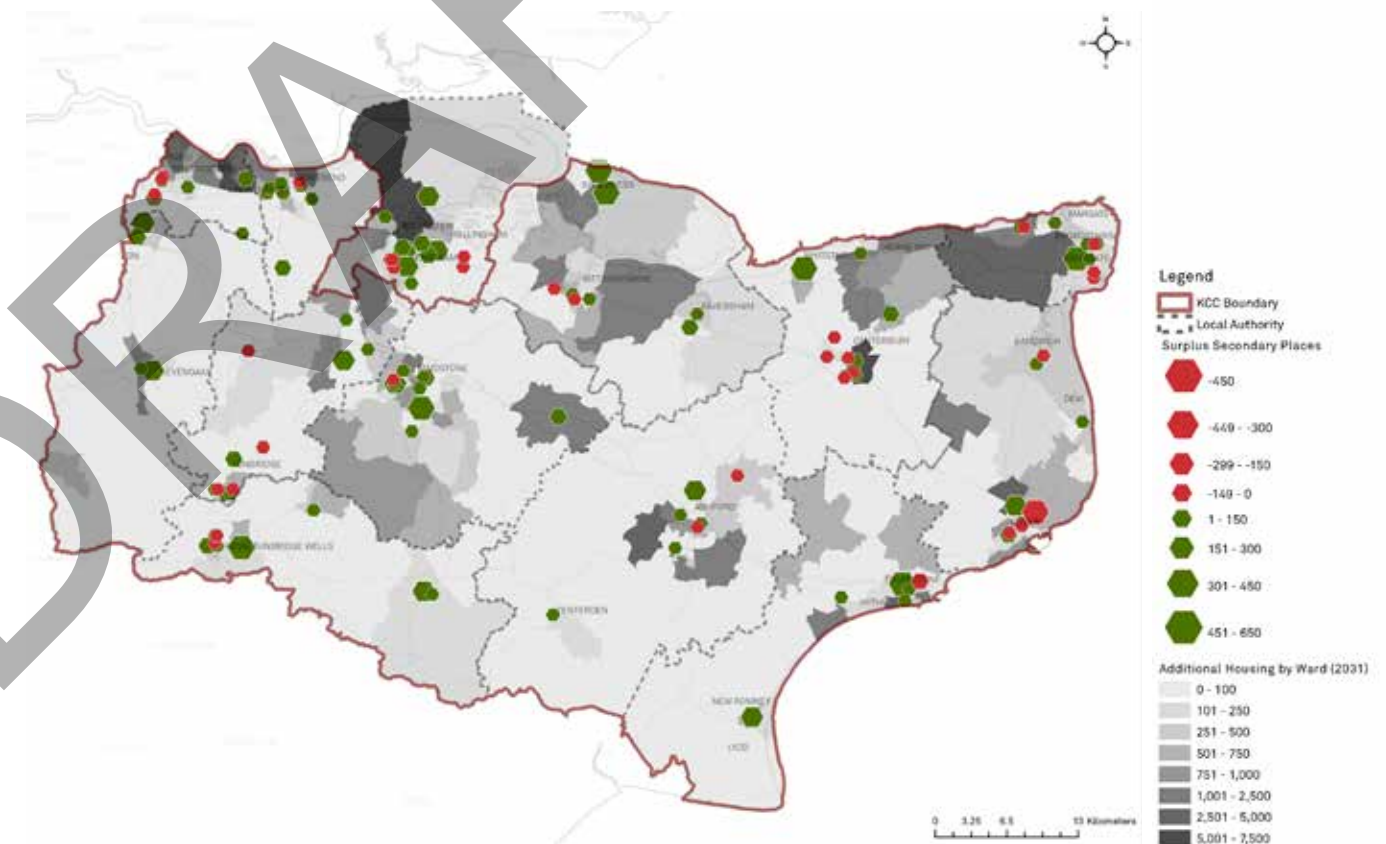 DRAFT
N
MARGATE
FAVERSHAM
CANTERBURY
SANDWICH
DEAL
MAIDSTONE
TONBRIDGE
TUNBRIDGE WELLS
ASHFORD
TENTERDEN
NEW ROMNEY
LYDD
Legend
KCC Boundary
Local Authority
Surplus Secondary Places
-450
-449 - -300
-299 - -150
-149 - 0
1 - 150
151 - 300
301 - 450
451 - 650
Additional Housing by Ward (2031)
0 - 100
101 - 250
251 - 500
501 - 750
751 - 1,000
1,001 - 2,500
2,501 - 5,000
5,001 - 7,500
0 3.25 6.5 13 Kilometers